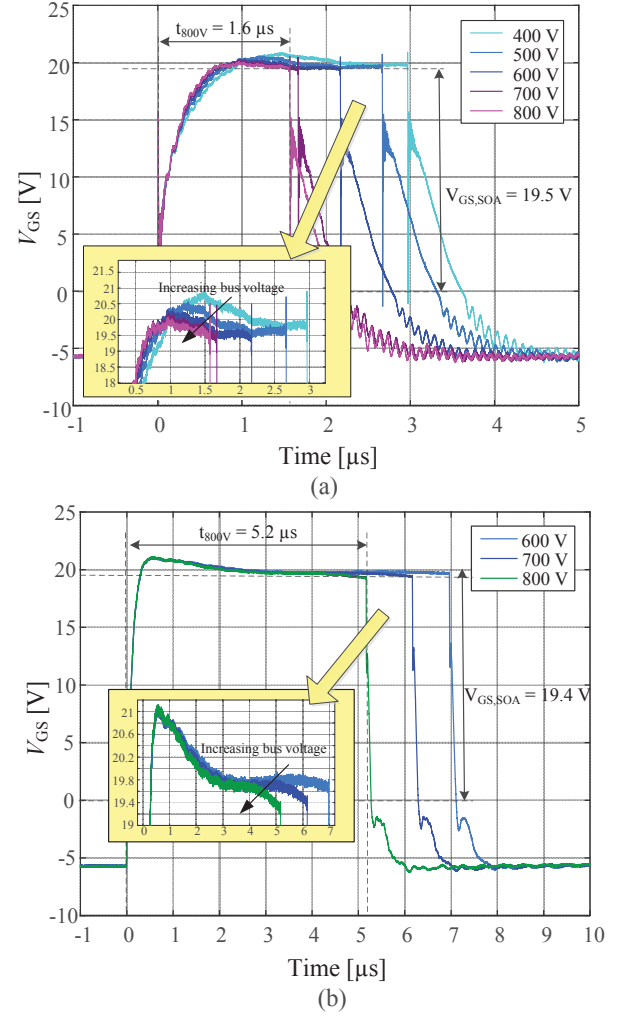 t800V = 1.6 µs
25
20
15
10
5
0
-5
-10
VGS [V]
400 V
500 V
600 V
700 V
800 V
VGS,SOA = 19.5 V
Increasing bus voltage
21.5
21
20.5
20
19.5
19
18.5
18
0.5 1 1.5 2 2.5 3
-1 0 1 2 3 4 5
Time [µs]
(a)
t800V = 5.2 µs
25
20
15
10
5
0
-5
-10
VGS [V]
600 V
700 V
800 V
VGS,SOA = 19.4 V
Increasing bus voltage
21
20.6
20.2
19.8
19.4
19
0 1 2 3 4 5 6 7
-1 0 1 2 3 4 5 6 7 8 9 10
Time [µs]
(b)